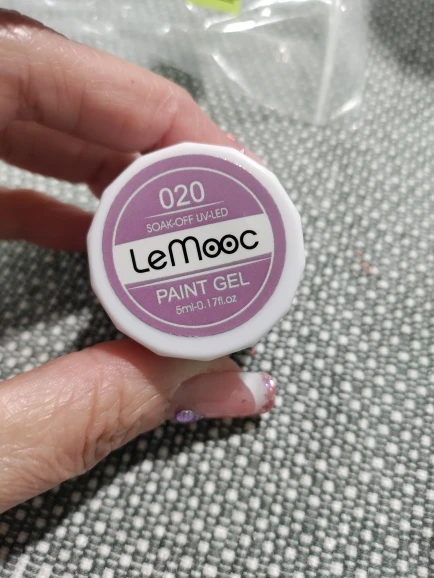 020
SOAK-OFF UV-LED
LeMooc
PAINT GEL
5ml-0.17fl.oz